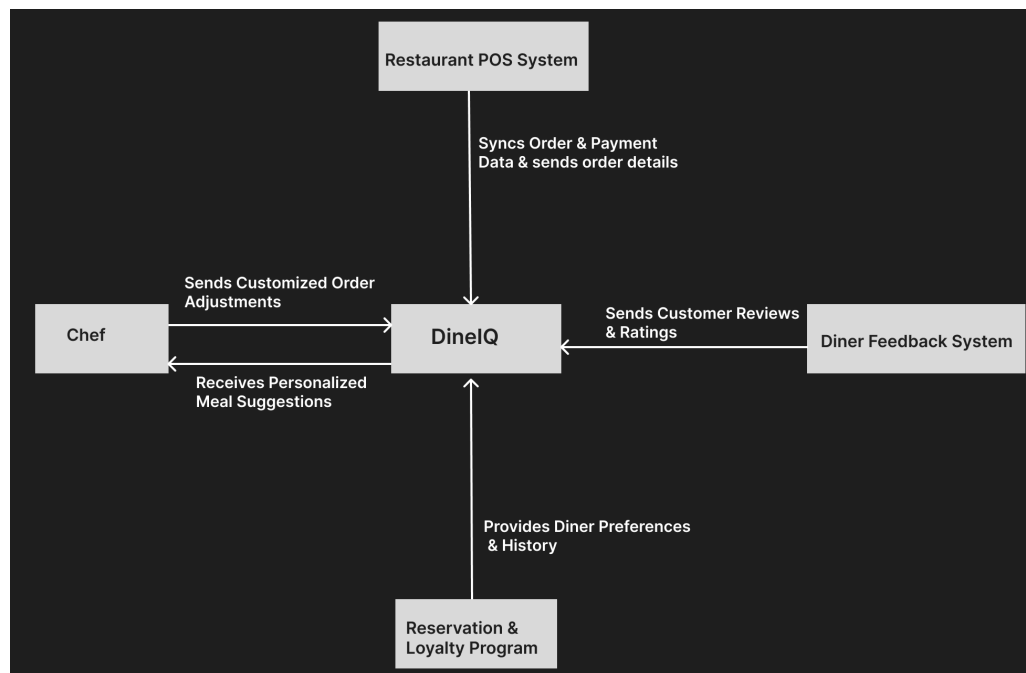 Restaurant POS System
Syncs Order & Payment
Data & sends order details
Sends Customized Order
Adjustments
Chef
DineIQ
Sends Customer Reviews
& Ratings
Diner Feedback System
Receives Personalized
Meal Suggestions
Provides Diner Preferences
& History
Reservation &
Loyalty Program